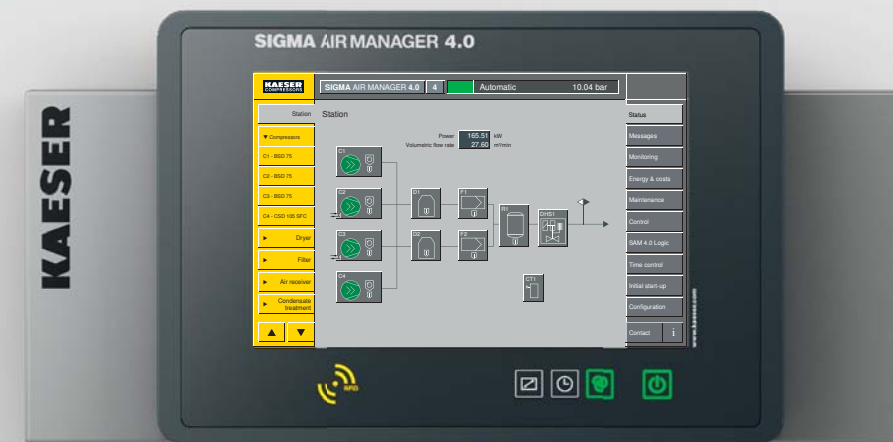 SIGMA AIR MANAGER 4.0
KAESER
KAESER
COMPRESSORS
SIGMA AIR MANAGER 4.0 4 Automatic 10.04 bar
Station
Compressors
C1 - BSD 75
C2 - BSD 75
C3 - BSD 75
C4 - CSD 105 SFC
Dryer
Filter
Air receiver
Condensate
treatment
Station
Power 165.51 kW
Volumetric flow rate 27.60 m³/min
C1
C2
D1
F1
R1
DHS1
C3
D2
F2
C4
CT1
Status
Messages
Monitoring
Energy & costs
Maintenance
Control
SAM 4.0 Logic
Time control
Initial start-up
Configuration
Contact i
www.kaeser.com
RFID